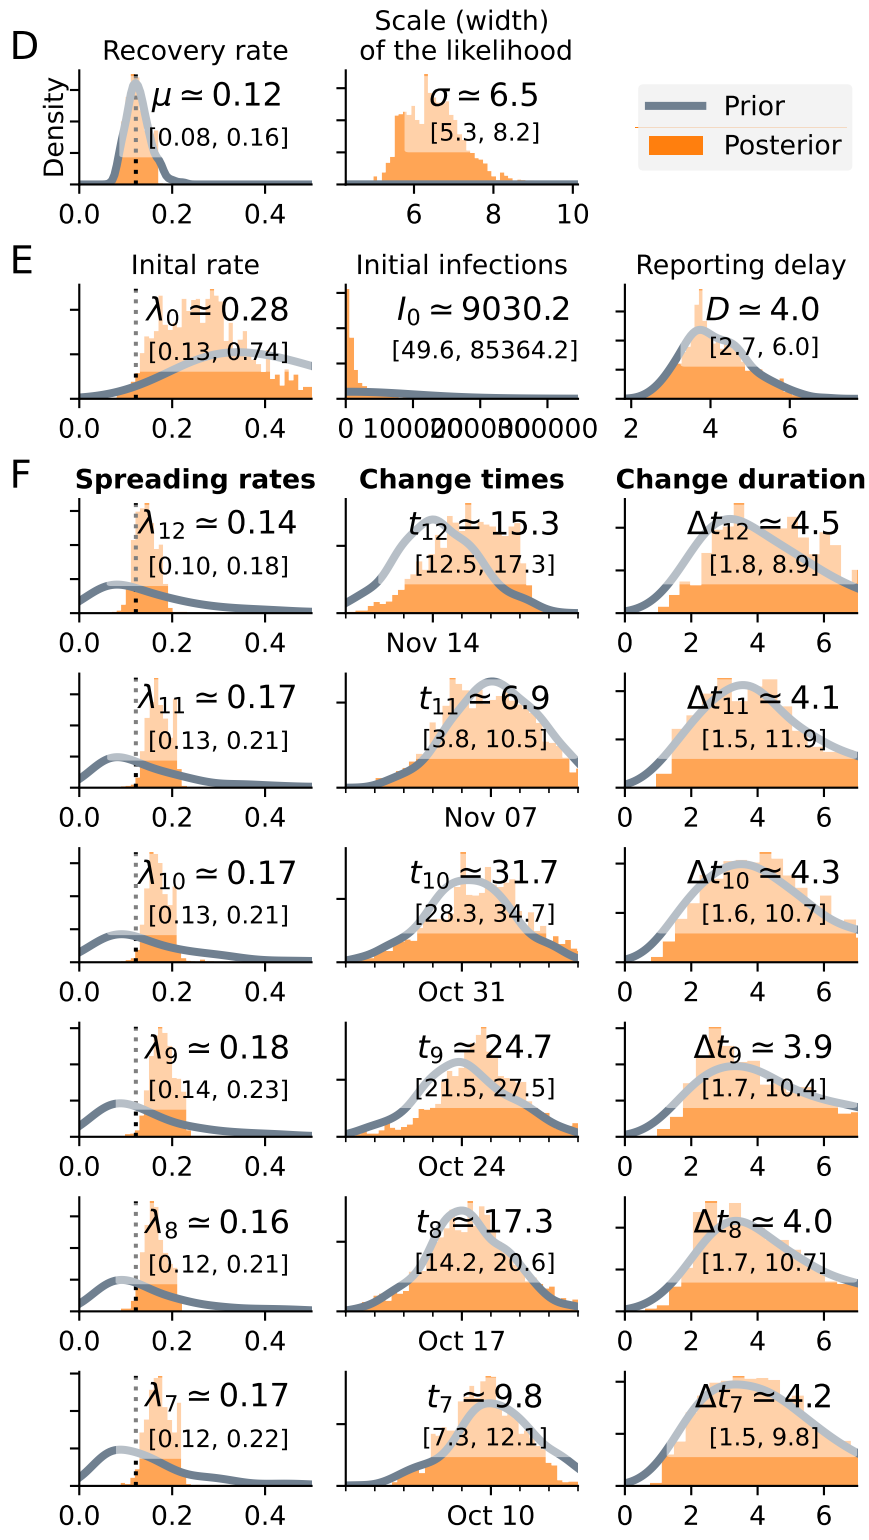 D
Recovery rate
Scale (width)
of the likelihood
Density
μ ≃ 0.12
[0.08, 0.16]
σ ≃ 6.5
[5.3, 8.2]
Prior
Posterior
0.0 0.2 0.4
6 8 10
E
Inital rate
Initial infections
Reporting delay
λ0 ≃ 0.28
[0.13, 0.74]
I0 ≃ 9030.2
[49.6, 85364.2]
D ≃ 4.0
[2.7, 6.0]
0.0 0.2 0.4
0 100000 200000 300000
2 4 6
F
Spreading rates
Change times
Change duration
λ12 ≃ 0.14
[0.10, 0.18]
t12 ≃ 15.3
[12.5, 17.3]
Δt12 ≃ 4.5
[1.8, 8.9]
0.0 0.2 0.4
Nov 14
0 2 4 6
λ11 ≃ 0.17
[0.13, 0.21]
t11 ≃ 6.9
[3.8, 10.5]
Δt11 ≃ 4.1
[1.5, 11.9]
0.0 0.2 0.4
Nov 07
0 2 4 6
λ10 ≃ 0.17
[0.13, 0.21]
t10 ≃ 31.7
[28.3, 34.7]
Δt10 ≃ 4.3
[1.6, 10.7]
0.0 0.2 0.4
Oct 31
0 2 4 6
λ9 ≃ 0.18
[0.14, 0.23]
t9 ≃ 24.7
[21.5, 27.5]
Δt9 ≃ 3.9
[1.7, 10.4]
0.0 0.2 0.4
Oct 24
0 2 4 6
λ8 ≃ 0.16
[0.12, 0.21]
t8 ≃ 17.3
[14.2, 20.6]
Δt8 ≃ 4.0
[1.7, 10.7]
0.0 0.2 0.4
Oct 17
0 2 4 6
λ7 ≃ 0.17
[0.12, 0.22]
t7 ≃ 9.8
[7.3, 12.1]
Δt7 ≃ 4.2
[1.5, 9.8]
0.0 0.2 0.4
Oct 10
0 2 4 6